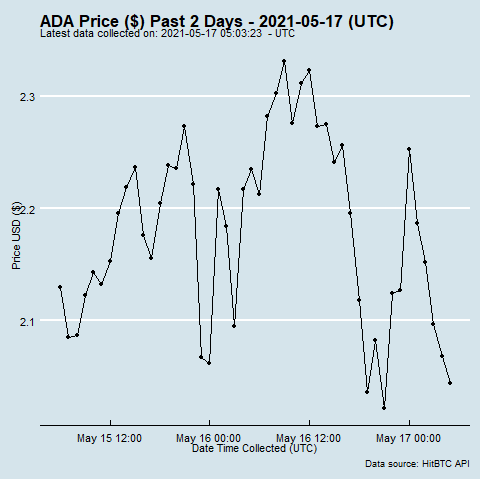 ADA Price ($) Past 2 Days - 2021-05-17 (UTC)
Latest data collected on: 2021-05-17 05:03:23  - UTC
2.3
2.2
2.1
Price USD ($)
May 15 12:00
May 16 00:00
May 16 12:00
May 17 00:00
Date Time Collected (UTC)
Data source: HitBTC API